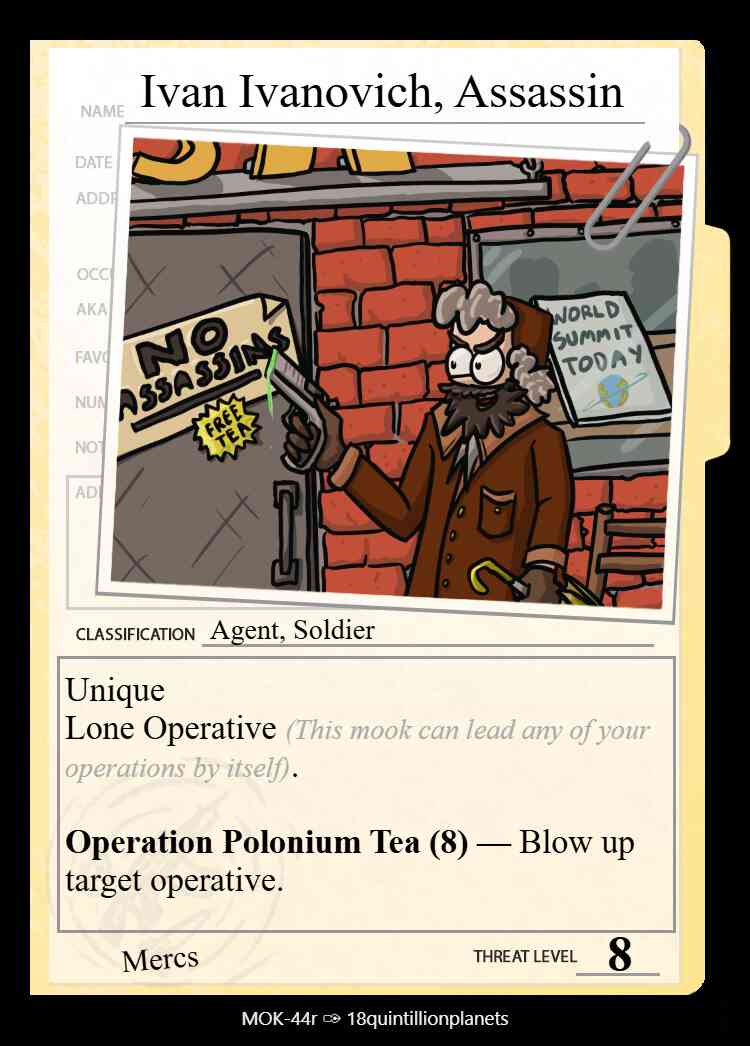 Ivan Ivanovich, Assassin
NAME
DATE
ADDR
OCCU
AKA
FAVO
NUM
NOT
ADD
NO
ASSASSINS
FREE
TEA
WORLD
SUMMIT
TODAY
CLASSIFICATION Agent, Soldier
Unique
Lone Operative (This mook can lead any of your
operations by itself).
Operation Polonium Tea (8) — Blow up
target operative.
Mercs
THREAT LEVEL 8
MOK-44r ✑ 18quintillionplanets